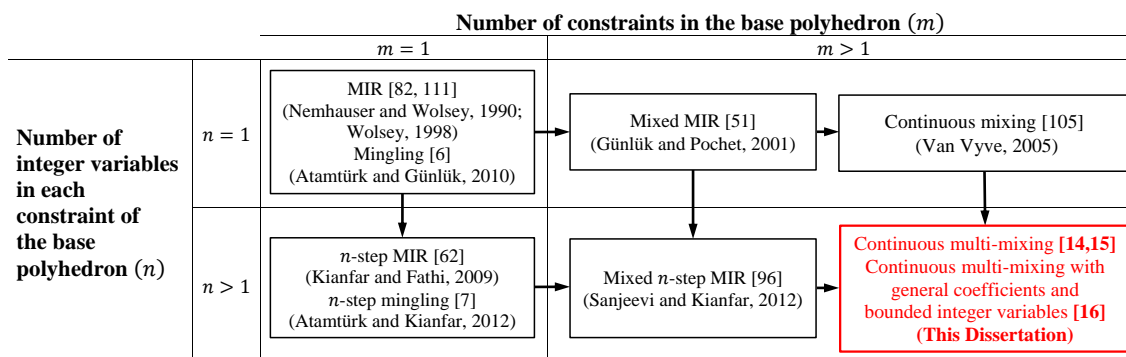 Number of constraints in the base polyhedron (m)
m = 1
m > 1
Number of
integer variables
in each
constraint of
the base
polyhedron (n)
n = 1
MIR [82, 111]
(Nemhauser and Wolsey, 1990;
Wolsey, 1998)
Mingling [6]
(Atamtürk and Günlük, 2010)
Mixed MIR [51]
(Günlük and Pochet, 2001)
Continuous mixing [105]
(Van Vyve, 2005)
n > 1
n-step MIR [62]
(Kianfar and Fathi, 2009)
n-step mingling [7]
(Atamtürk and Kianfar, 2012)
Mixed n-step MIR [96]
(Sanjeevi and Kianfar, 2012)
Continuous multi-mixing [14,15]
Continuous multi-mixing with
general coefficients and
bounded integer variables [16]
(This Dissertation)